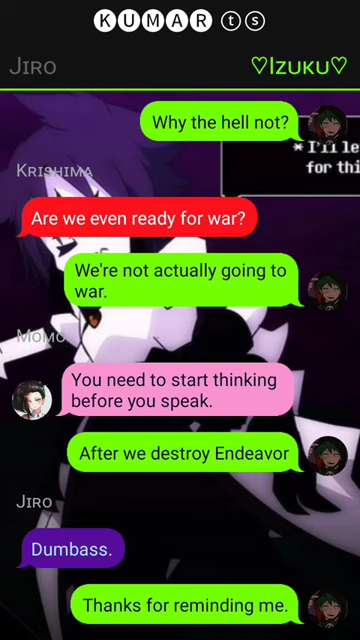 KUMAR ts
Jiro
♡Izuku♡
Why the hell not?
* I'll le
for thi
Krishima
Are we even ready for war?
We're not actually going to
war.
Momo
You need to start thinking
before you speak.
After we destroy Endeavor
Jiro
Dumbass.
Thanks for reminding me.